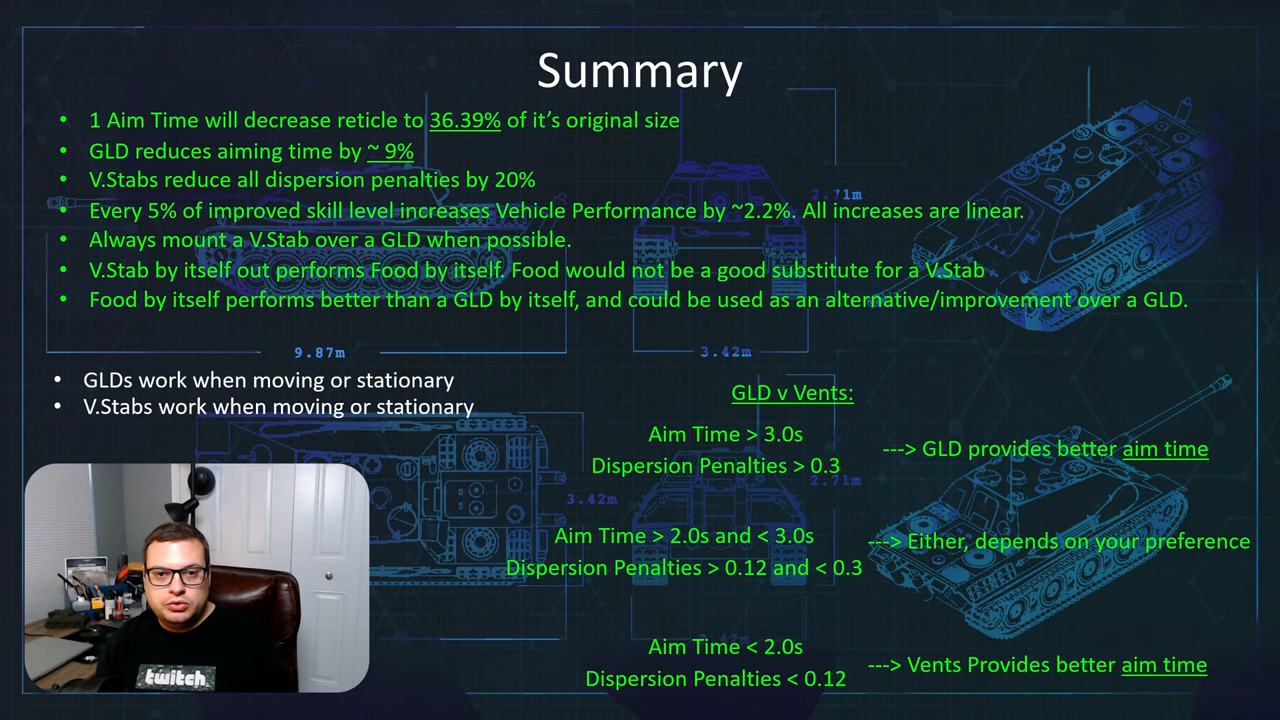 Summary
• 1 Aim Time will decrease reticle to 36.39% of it's original size
• GLD reduces aiming time by ~ 9%
• V.Stabs reduce all dispersion penalties by 20%
• Every 5% of improved skill level increases Vehicle Performance by ~2.2%. All increases are linear.
• Always mount a V.Stab over a GLD when possible.
• V.Stab by itself out performs Food by itself. Food would not be a good substitute for a V.Stab
• Food by itself performs better than a GLD by itself, and could be used as an alternative/improvement over a GLD.
2.71m
9.87m
3.42m
• GLDs work when moving or stationary
• V.Stabs work when moving or stationary
GLD v Vents:
Aim Time > 3.0s
Dispersion Penalties > 0.3
---> GLD provides better aim time
2.71m
3.42m
Aim Time > 2.0s and < 3.0s
Dispersion Penalties > 0.12 and < 0.3
---> Either, depends on your preference
3.42m
Aim Time < 2.0s
Dispersion Penalties < 0.12
---> Vents Provides better aim time
twitch